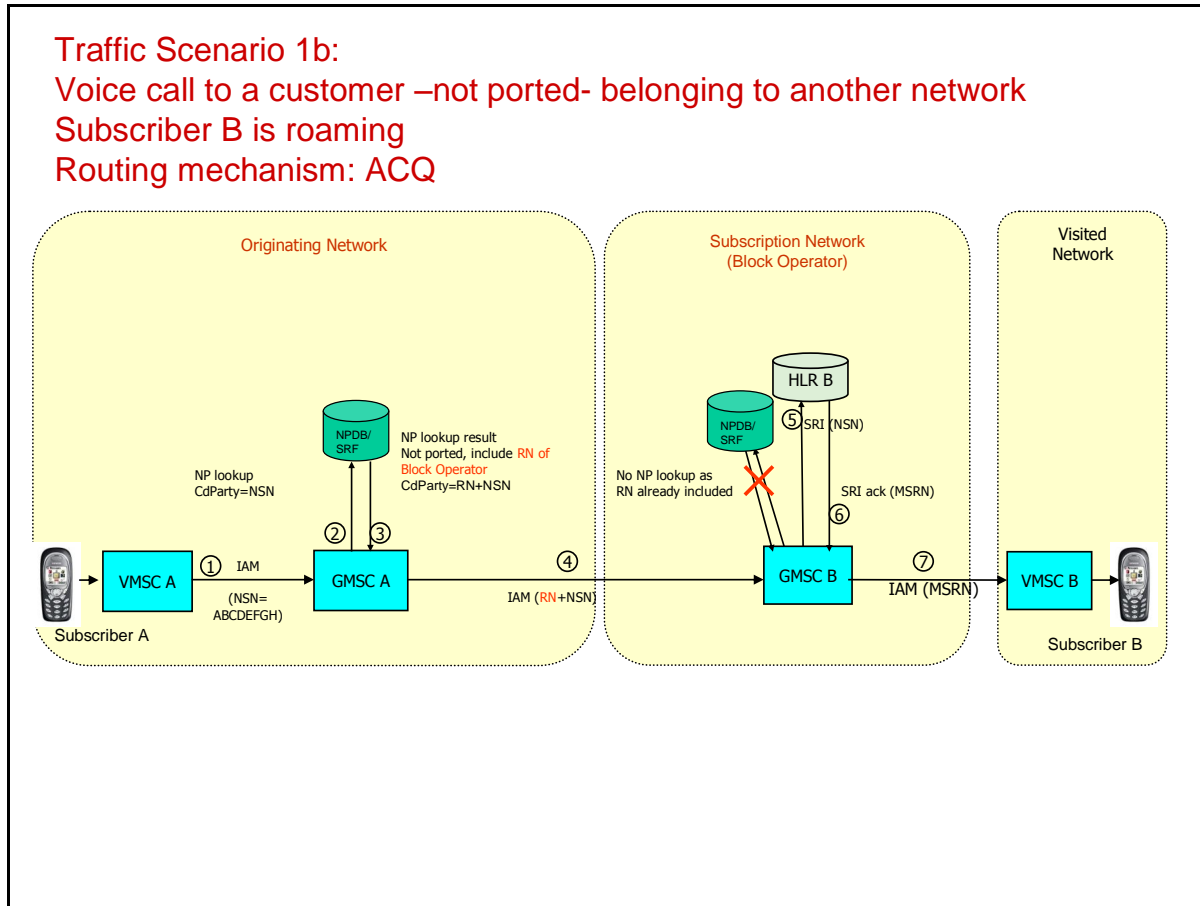 Traffic Scenario 1b:
Voice call to a customer –not ported- belonging to another network
Subscriber B is roaming
Routing mechanism: ACQ
Originating Network
Subscription Network
(Block Operator)
Visited
Network
HLR B
NPDB/
SRF
NP lookup result
Not ported, include RN of
Block Operator
CdParty=RN+NSN
NP lookup
CdParty=NSN
NPDB/
SRF
5
SRI (NSN)
No NP lookup as
RN already included
SRI ack (MSRN)
6
2
3
1
IAM
(NSN=
ABCDEFGH)
VMSC A
GMSC A
4
IAM (RN+NSN)
GMSC B
7
IAM (MSRN)
VMSC B
Subscriber A
Subscriber B